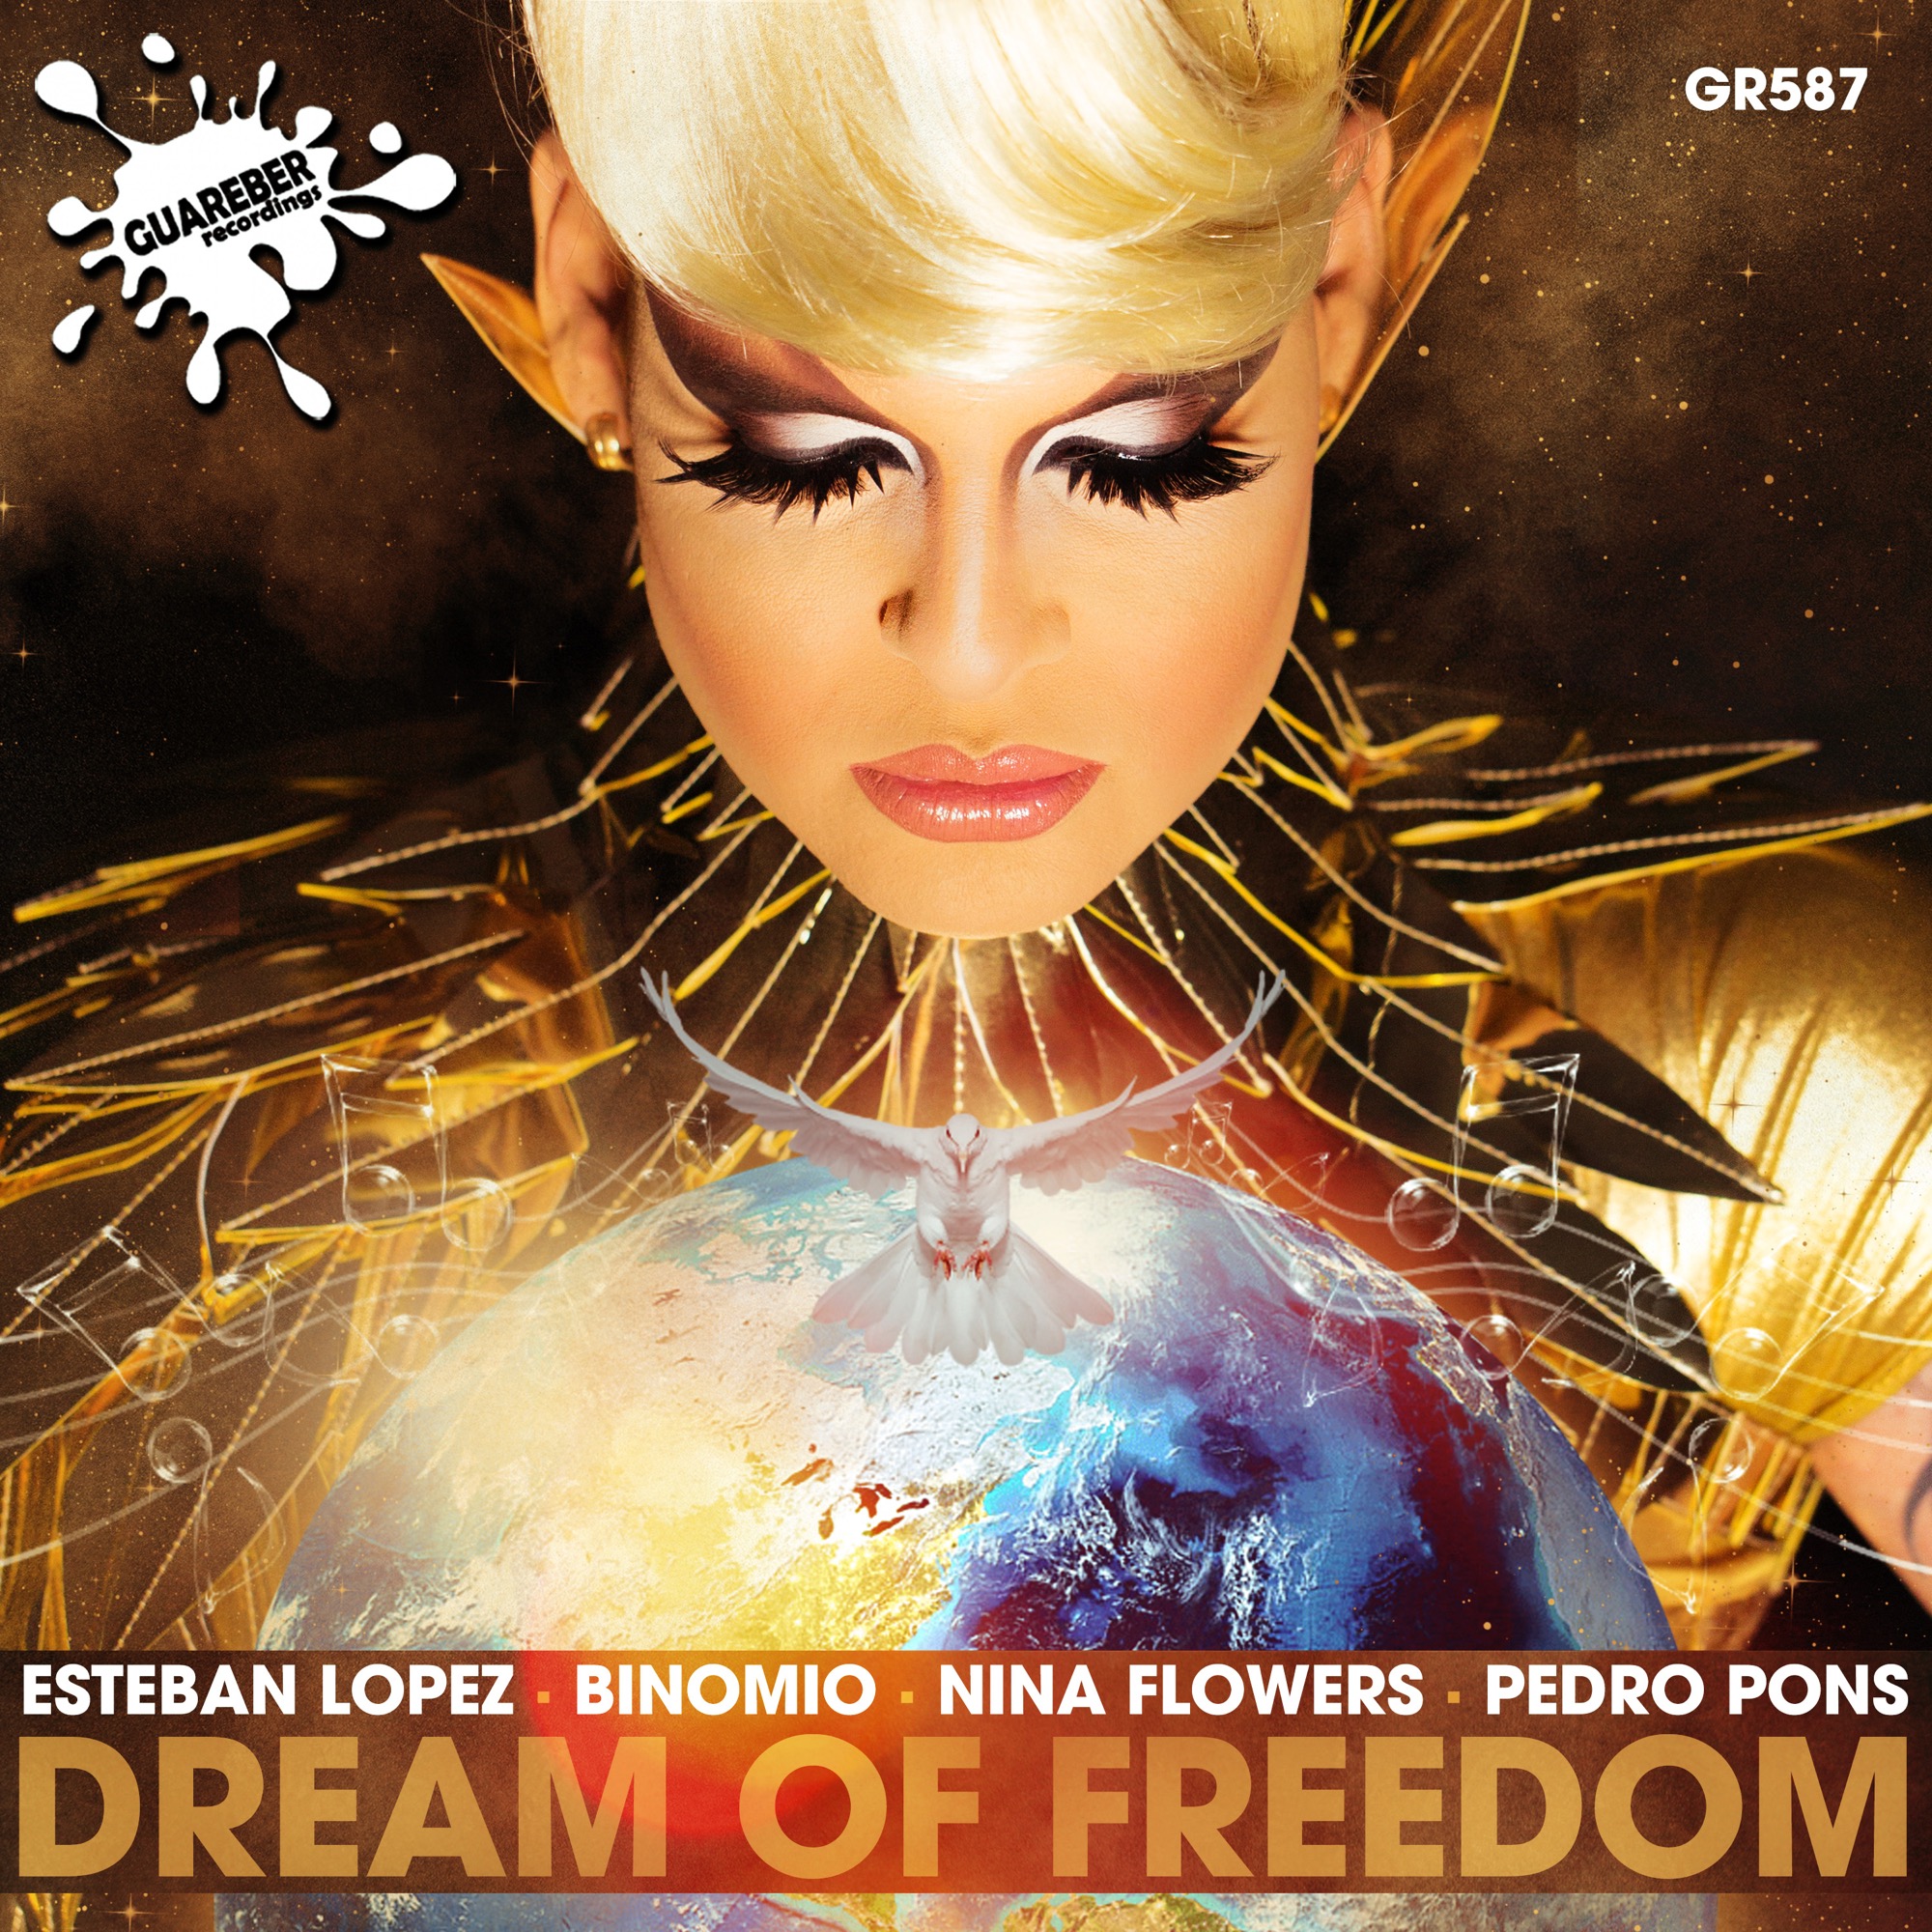 GUAREBER
recordings
GR587
ESTEBAN LOPEZ · BINOMIO · NINA FLOWERS · PEDRO PONS
DREAM OF FREEDOM